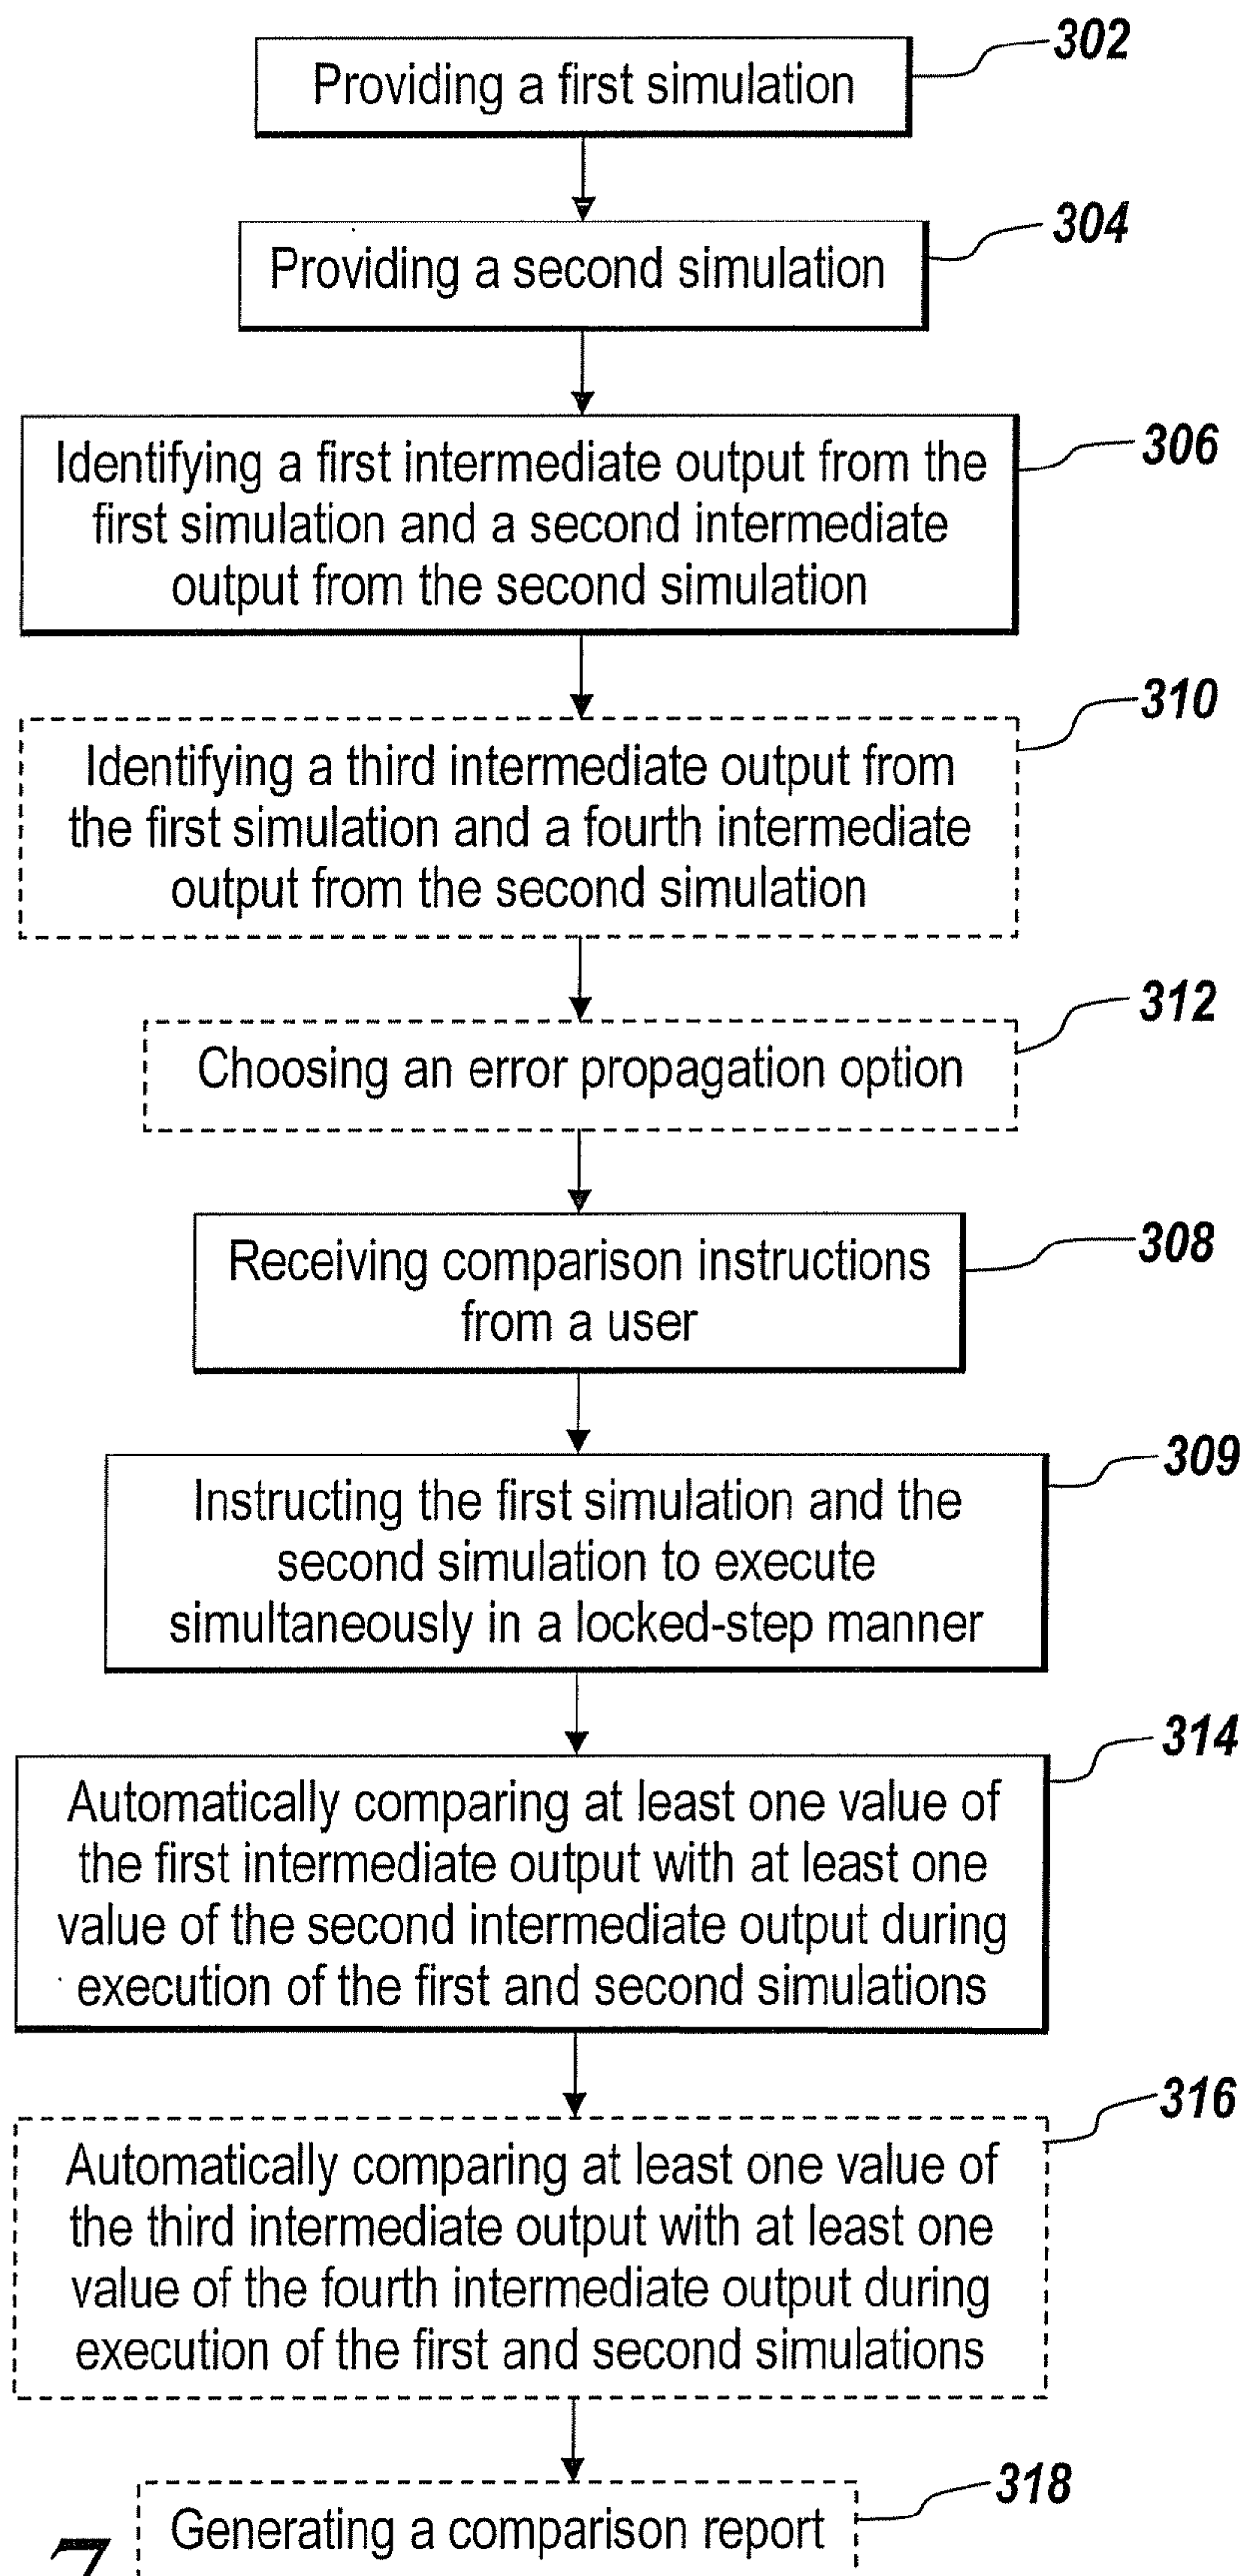 302
Providing a first simulation
304
Providing a second simulation
306
Identifying a first intermediate output from the
first simulation and a second intermediate
output from the second simulation
310
Identifying a third intermediate output from
the first simulation and a fourth intermediate
output from the second simulation
312
Choosing an error propagation option
308
Receiving comparison instructions
from a user
309
Instructing the first simulation and the
second simulation to execute
simultaneously in a locked-step manner
314
Automatically comparing at least one value of
the first intermediate output with at least one
value of the second intermediate output during
execution of the first and second simulations
316
Automatically comparing at least one value of
the third intermediate output with at least one
value of the fourth intermediate output during
execution of the first and second simulations
318
Generating a comparison report